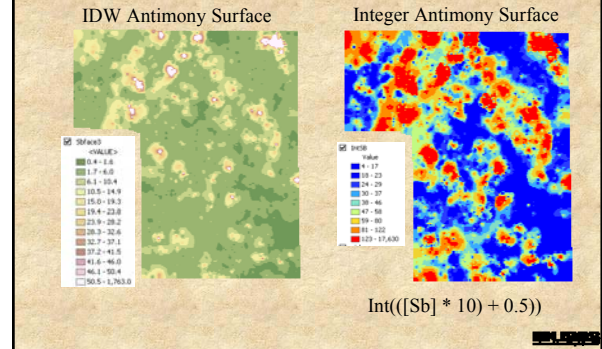 IDW Antimony Surface
Integer Antimony Surface
Sbface3
<VALUE>
0.4 - 1.6
1.7 - 6.0
6.1 - 10.4
10.5 - 14.9
15.0 - 19.3
19.4 - 23.8
23.9 - 28.2
28.3 - 32.6
32.7 - 37.1
37.2 - 41.5
41.6 - 46.0
46.1 - 50.4
50.5 - 1,763.0
IntSB
Value
4 - 17
18 - 23
24 - 29
30 - 37
38 - 46
47 - 58
59 - 80
81 - 122
123 - 17,630
Int(([Sb] * 10) + 0.5))